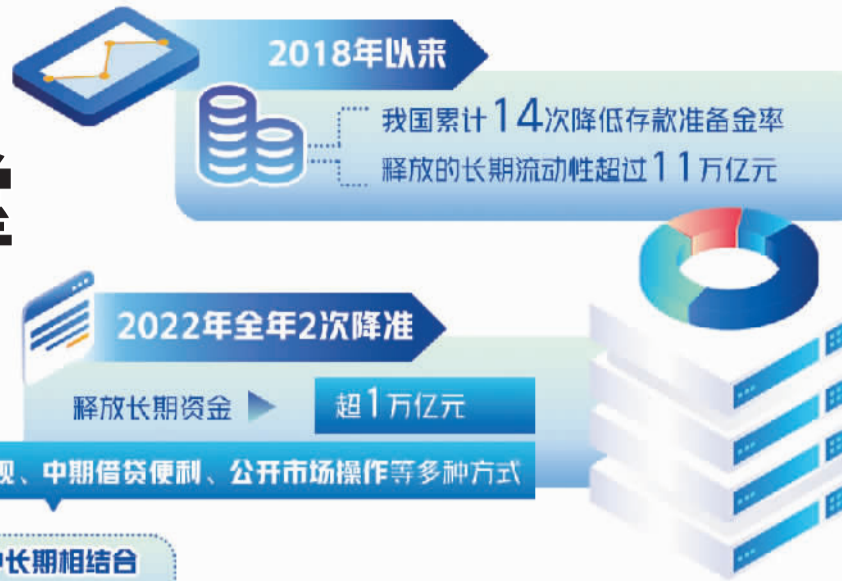 2018年以来
我国累计14次降低存款准备金率
释放的长期流动性超过11万亿元
2022年全年2次降准
释放长期资金
超1万亿元
、中期借贷便利、公开市场操作等多种方式
长期相结合